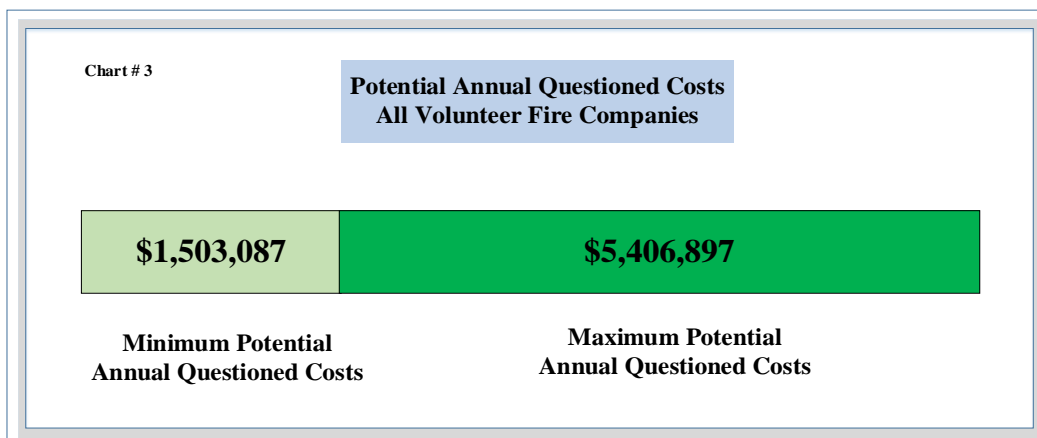 Chart # 3
Potential Annual Questioned Costs
All Volunteer Fire Companies
$1,503,087
$5,406,897
Minimum Potential
Annual Questioned Costs
Maximum Potential
Annual Questioned Costs